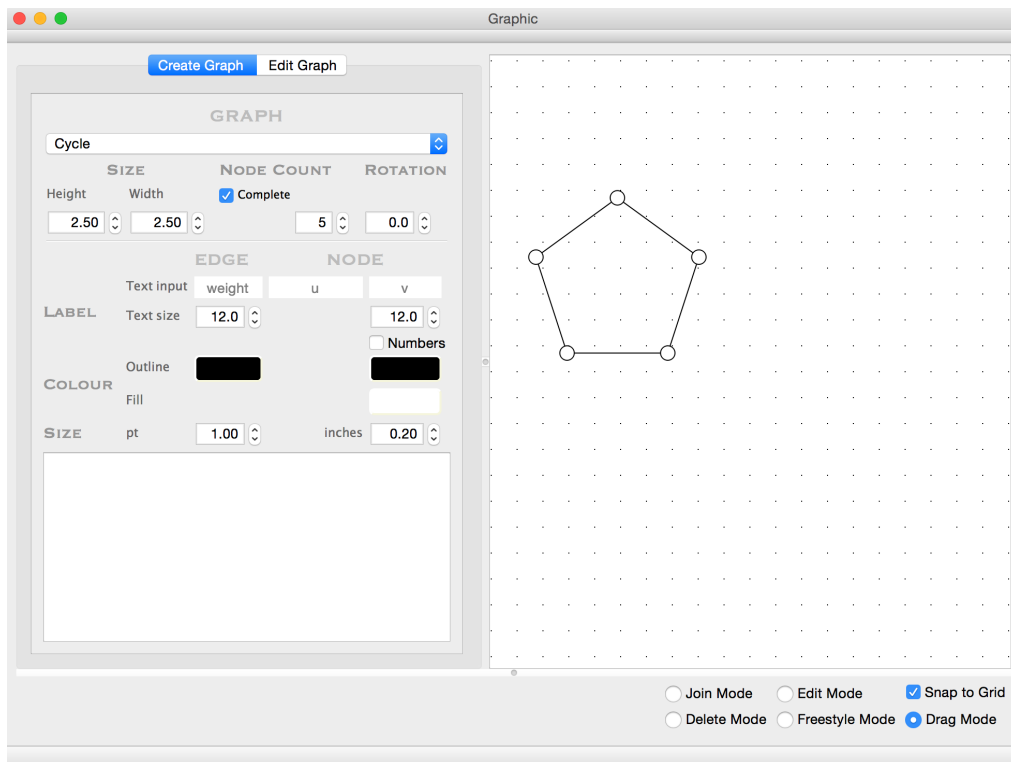 Graphic
Create Graph Edit Graph
GRAPH
Cycle
SIZE NODE COUNT ROTATION
Height Width Complete
2.50 2.50 5 0.0
EDGE NODE
Text input weight u v
LABEL
Text size 12.0 12.0
Numbers
Outline
COLOUR
Fill
SIZE pt 1.00 inches 0.20
Join Mode Edit Mode Snap to Grid
Delete Mode Freestyle Mode Drag Mode